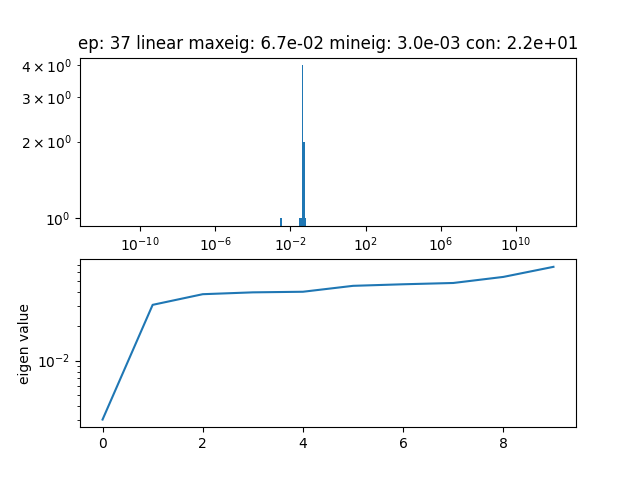 ep: 37 linear maxeig: 6.7e-02 mineig: 3.0e-03 con: 2.2e+01
4 × 10⁰
3 × 10⁰
2 × 10⁰
10⁰
10⁻¹⁰ 10⁻⁶ 10⁻² 10² 10⁶ 10¹⁰
eigen value
10⁻²
0 2 4 6 8